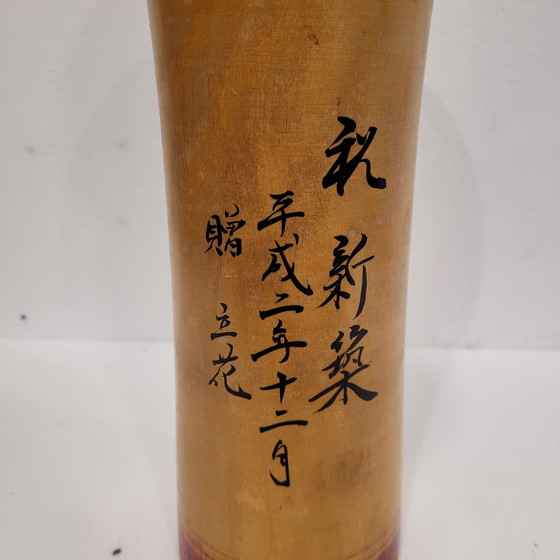 祝 新築
平成二年十二月
贈 立花